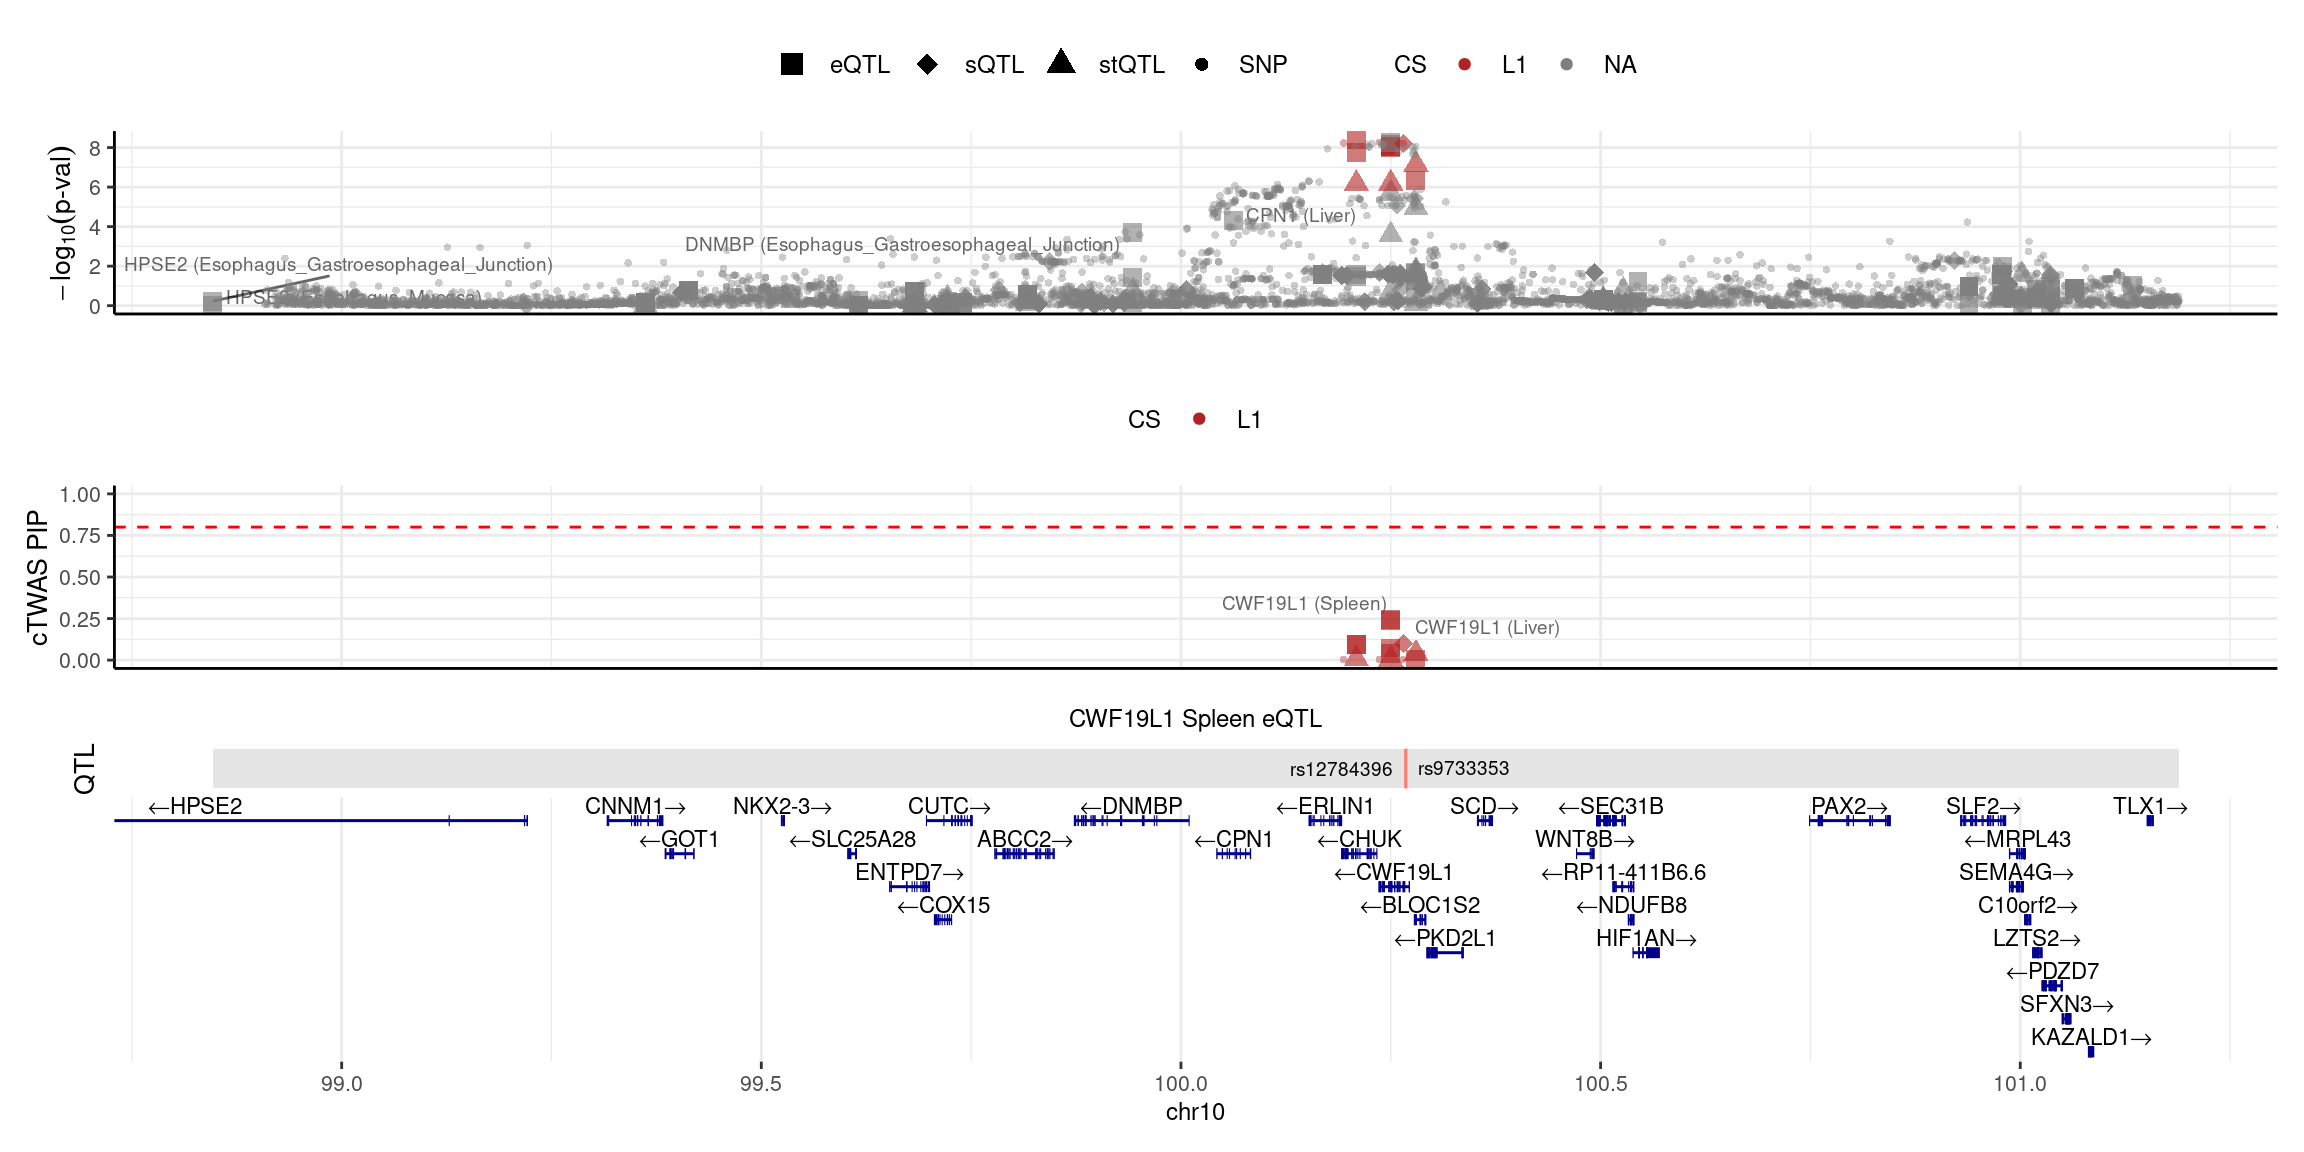 eQTL sQTL stQTL SNP CS L1 NA
−log10(p-val)
8
6
4
2
0
CPN1 (Liver)
DNMBP (Esophagus_Gastroesophageal_Junction)
HPSE2 (Esophagus_Gastroesophageal_Junction)
HPSE2 (Esophagus_Mucosa)
CS L1
cTWAS PIP
1.00
0.75
0.50
0.25
0.00
CWF19L1 (Spleen)
CWF19L1 (Liver)
CWF19L1 Spleen eQTL
QTL
rs12784396 rs9733353
←HPSE2 CNNM1→ NKX2-3→ CUTC→ ←DNMBP ←ERLIN1 SCD→ ←SEC31B PAX2→ SLF2→ TLX1→
←GOT1 ←SLC25A28 ABCC2→ ←CPN1 ←CHUK WNT8B→ ←MRPL43
ENTPD7→ ←CWF19L1 ←RP11-411B6.6 SEMA4G→
←COX15 ←BLOC1S2 ←NDUFB8 C10orf2→
←PKD2L1 HIF1AN→ LZTS2→
←PDZD7
SFXN3→
KAZALD1→
99.0 99.5 100.0 100.5 101.0
chr10